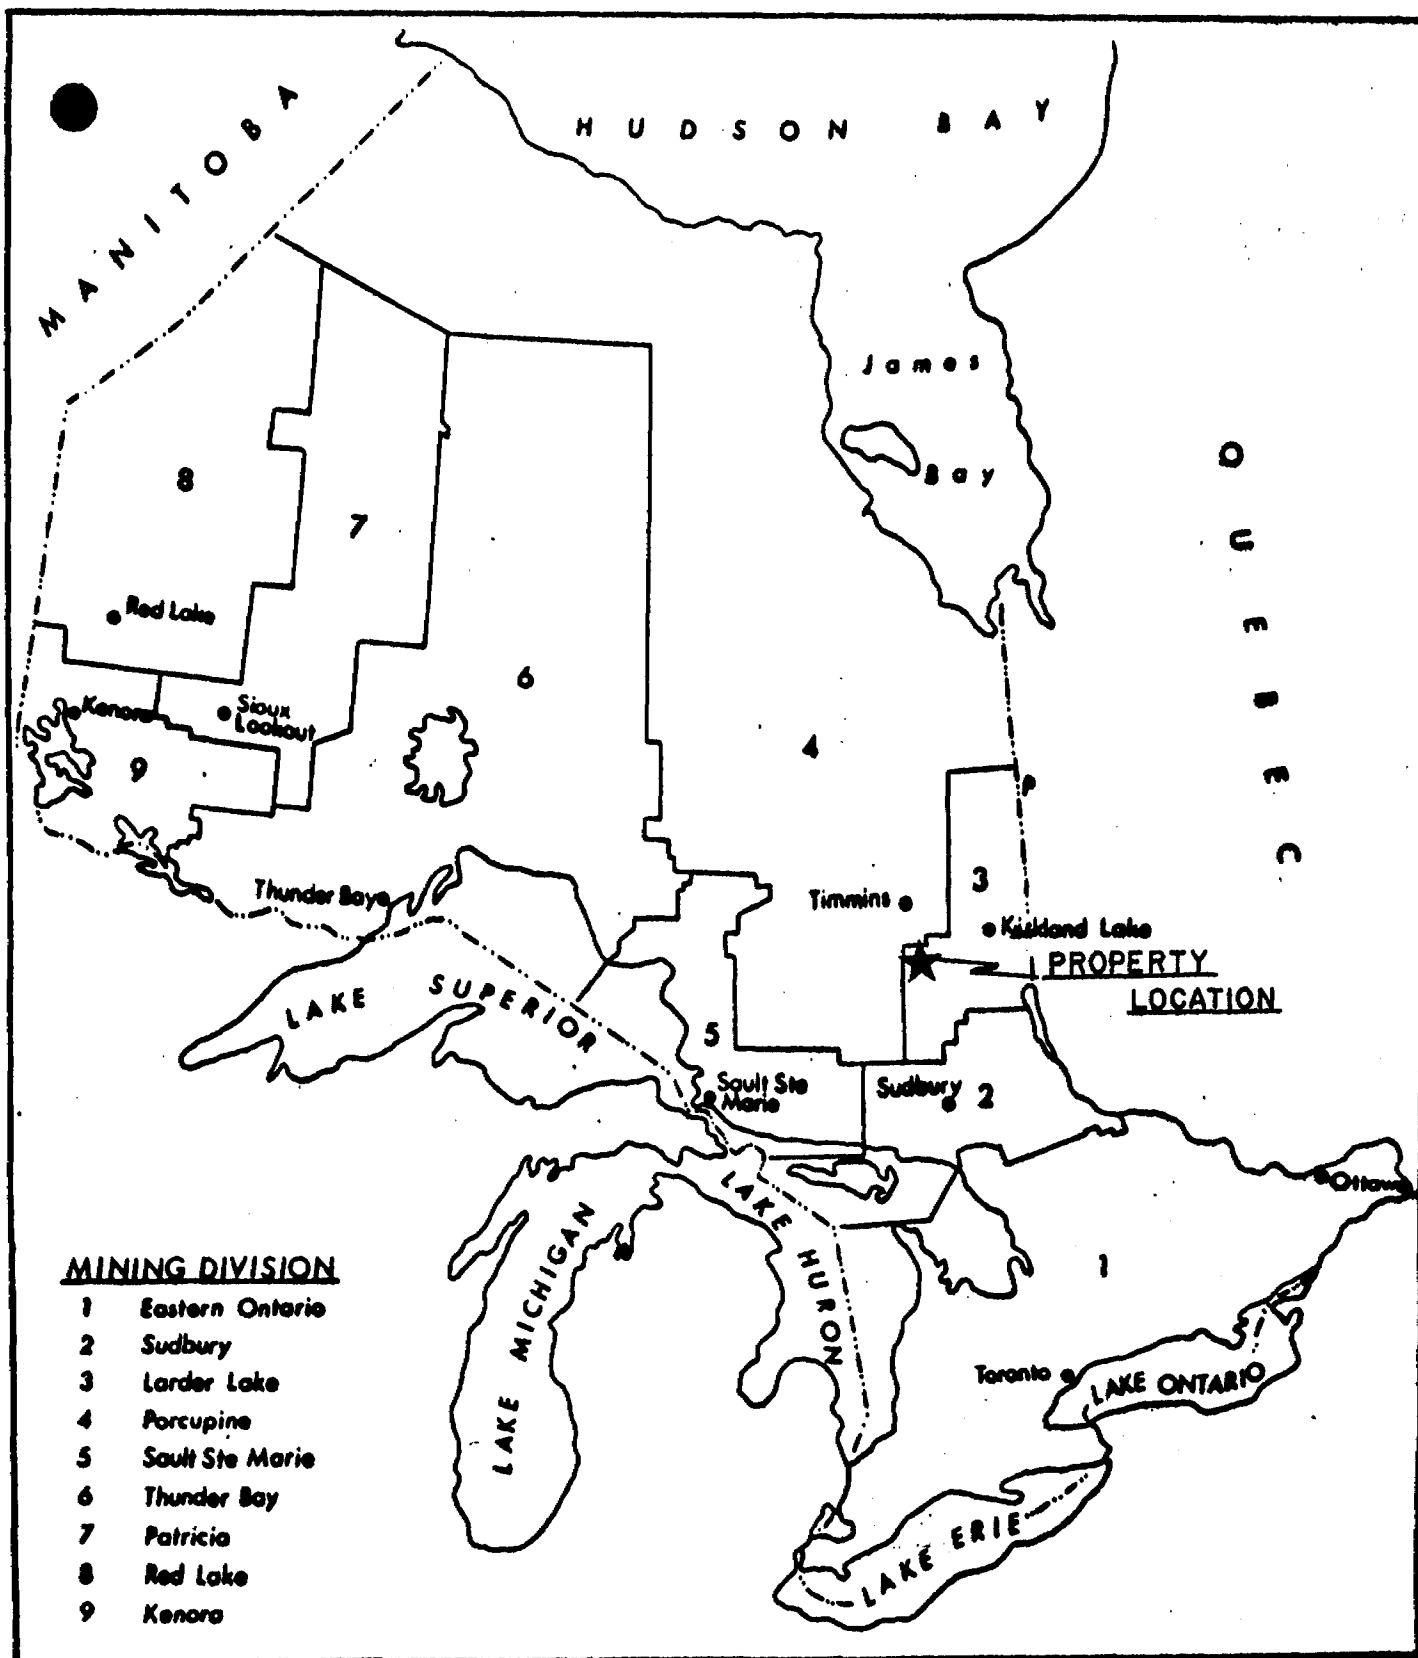 HUDSON BAY
MANITOBA
James
Bay
QUEBEC
8
7
Red Lake
6
Kenora
Sioux
Lookout
4
9
P
3
Thunder Bay
Timmins
Kirkland Lake
PROPERTY
LOCATION
LAKE SUPERIOR
5
Sault Ste
Marie
Sudbury
2
Ottawa
LAKE HURON
LAKE MICHIGAN
1
Toronto
LAKE ONTARIO
LAKE ERIE
MINING DIVISION
1 Eastern Ontario
2 Sudbury
3 Larder Lake
4 Porcupine
5 Sault Ste Marie
6 Thunder Bay
7 Patricia
8 Red Lake
9 Kenora